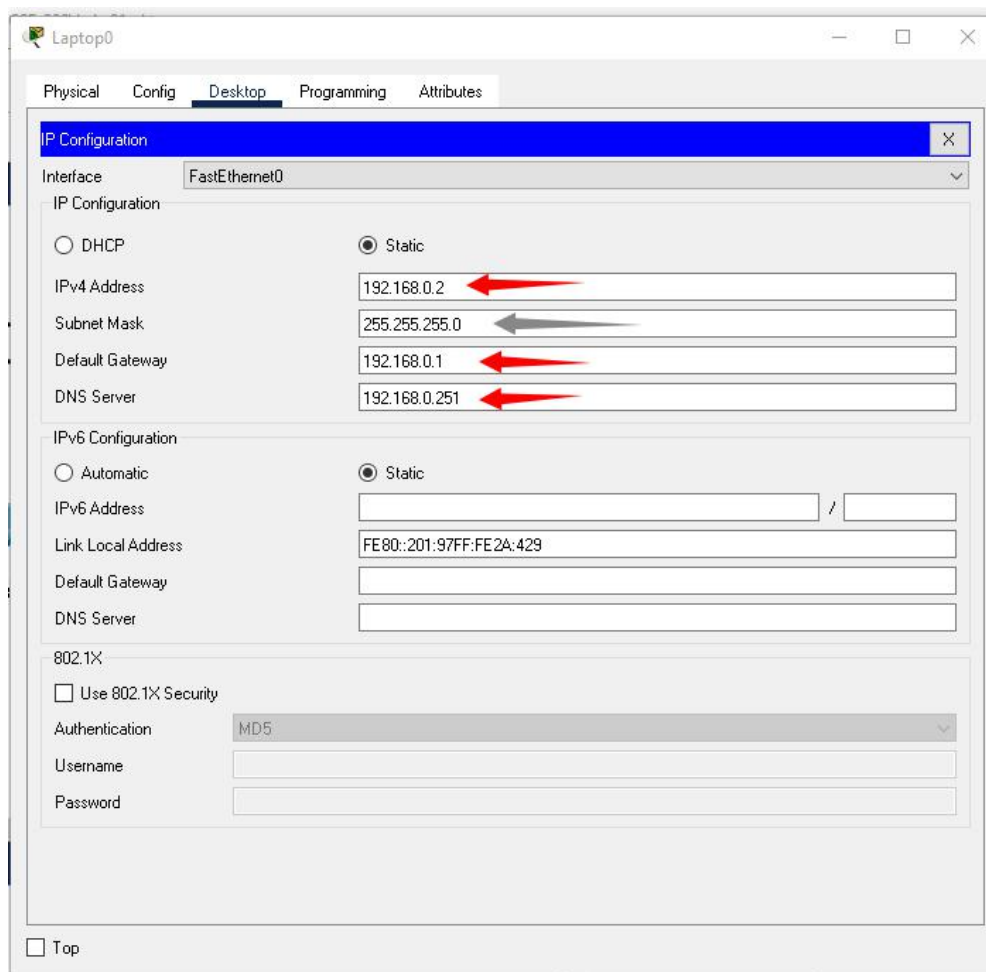 Laptop0
Physical Config Desktop Programming Attributes
IP Configuration X
Interface FastEthernet0
IP Configuration
DHCP Static
IPv4 Address 192.168.0.2
Subnet Mask 255.255.255.0
Default Gateway 192.168.0.1
DNS Server 192.168.0.251
IPv6 Configuration
Automatic Static
IPv6 Address /
Link Local Address FE80::201:97FF:FE2A:429
Default Gateway
DNS Server
802.1X
Use 802.1X Security
Authentication MD5
Username
Password
Top